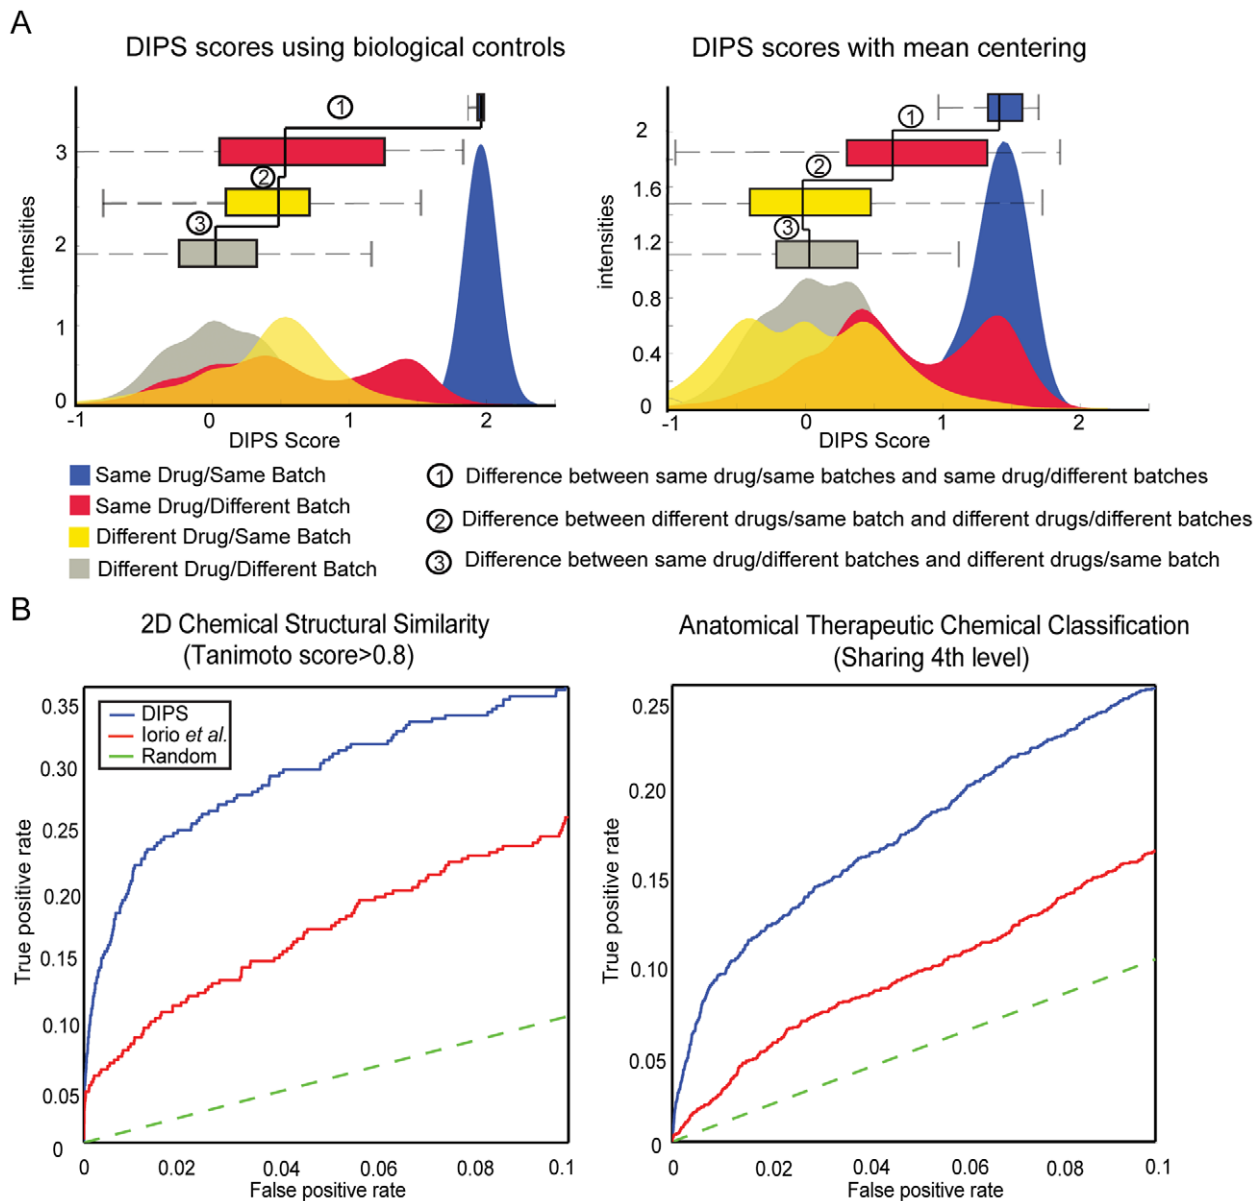 A
DIPS scores using biological controls
DIPS scores with mean centering
intensities
3
2
1
0
1
2
3
-1
0
1
2
DIPS Score
intensities
2
1.6
1.2
0.8
0.4
0
1
2
3
-1
0
1
2
DIPS Score
Same Drug/Same Batch
Same Drug/Different Batch
Different Drug/Same Batch
Different Drug/Different Batch
1 Difference between same drug/same batches and same drug/different batches
2 Difference between different drugs/same batch and different drugs/different batches
3 Difference between same drug/different batches and different drugs/same batch
B
2D Chemical Structural Similarity
(Tanimoto score>0.8)
True positive rate
0.35
0.30
0.25
0.20
0.15
0.10
0.05
0
DIPS
Iorio et al.
Random
0
0.02
0.04
0.06
0.08
0.1
False positive rate
Anatomical Therapeutic Chemical Classification
(Sharing 4th level)
True positive rate
0.25
0.20
0.15
0.10
0.05
0
0
0.02
0.04
0.06
0.08
0.1
False positive rate